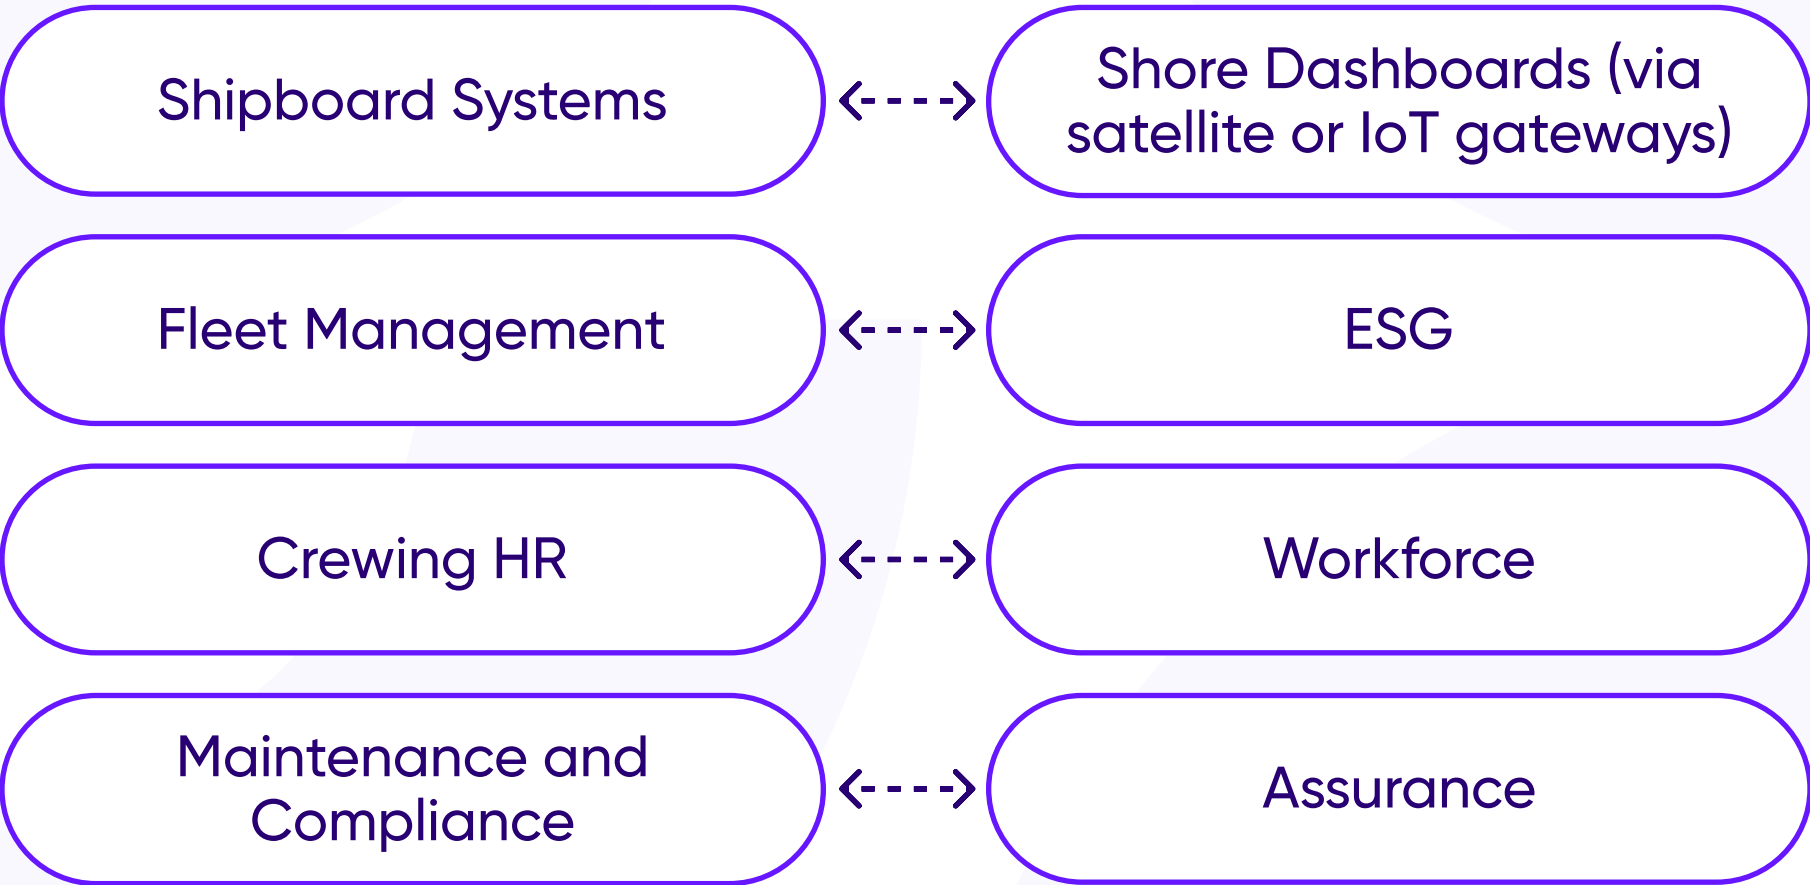 Shipboard Systems
Shore Dashboards (via
satellite or IoT gateways)
Fleet Management
ESG
Crewing HR
Workforce
Maintenance and
Compliance
Assurance